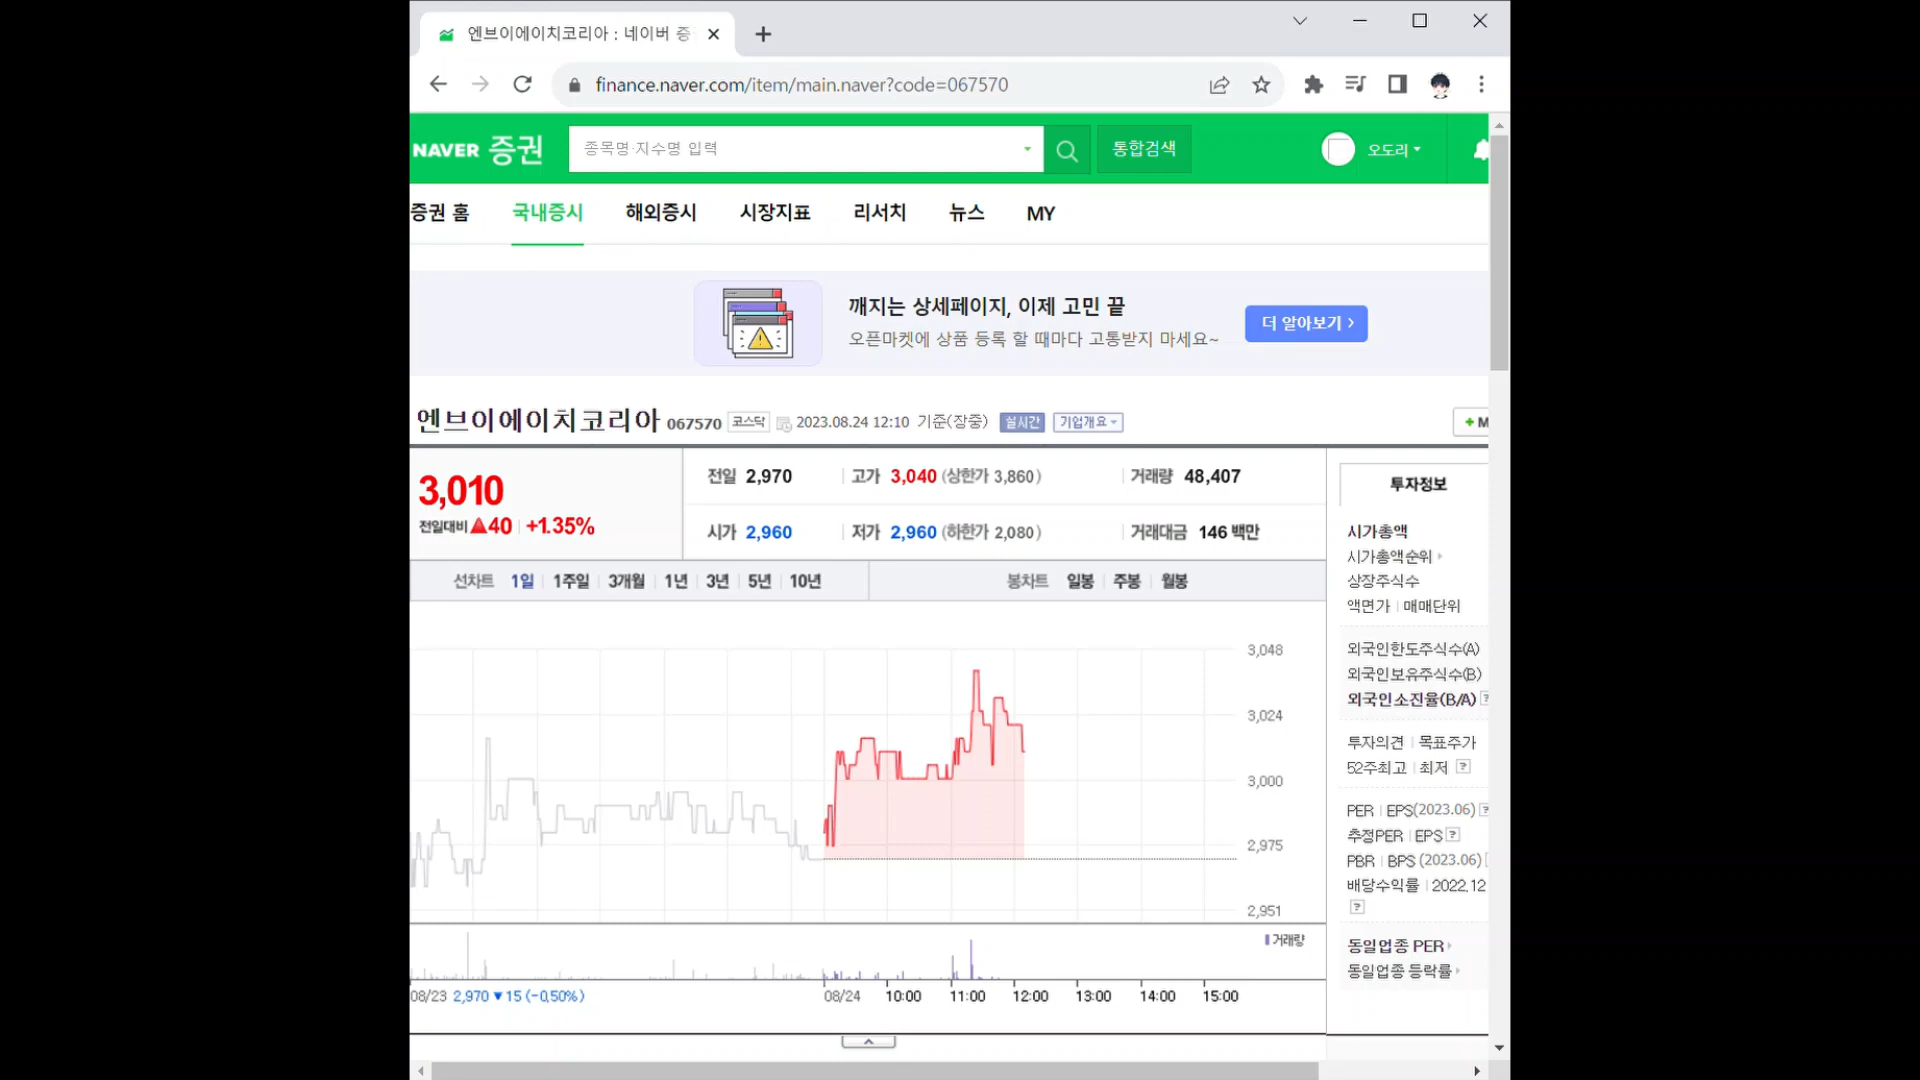 엔브이에이치코리아 : 네이버 증
finance.naver.com/item/main.naver?code=067570
NAVER 증권
종목명·지수명 입력
통합검색
오도리
증권 홈 국내증시 해외증시 시장지표 리서치 뉴스 MY
깨지는 상세페이지, 이제 고민 끝
오픈마켓에 상품 등록 할 때마다 고통받지 마세요~
더 알아보기 >
엔브이에이치코리아 067570 코스닥 2023.08.24 12:10 기준(장중) 실시간 기업개요
+ M
3,010
전일대비 ▲40 +1.35%
전일 2,970 고가 3,040 (상한가 3,860) 거래량 48,407
시가 2,960 저가 2,960 (하한가 2,080) 거래대금 146 백만
선차트 1일 1주일 3개월 1년 3년 5년 10년 봉차트 일봉 주봉 월봉
3,048
3,024
3,000
2,975
2,951
거래량
08/23 2,970 ▼15 (-0,50%) 08/24 10:00 11:00 12:00 13:00 14:00 15:00
투자정보
시가총액
시가총액순위
상장주식수
액면가 | 매매단위
외국인한도주식수(A)
외국인보유주식수(B)
외국인소진율(B/A) ?
투자의견 | 목표주가
52주최고 | 최저 ?
PER | EPS(2023.06) ?
추정PER | EPS ?
PBR | BPS (2023.06)
배당수익률 | 2022.12
?
동일업종 PER
동일업종 등락률